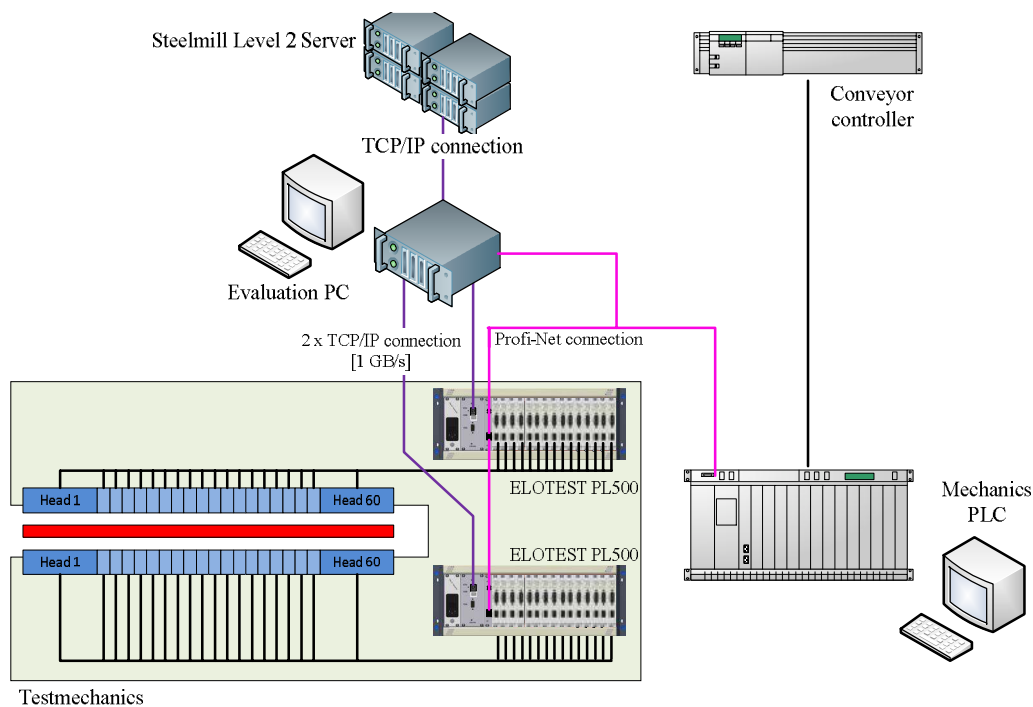 Steelmill Level 2 Server
Conveyor
controller
TCP/IP connection
Evaluation PC
2 x TCP/IP connection
[1 GB/s]
Profi-Net connection
ELOTEST PL500
Head 1
Head 60
Mechanics
PLC
ELOTEST PL500
Head 1
Head 60
Testmechanics